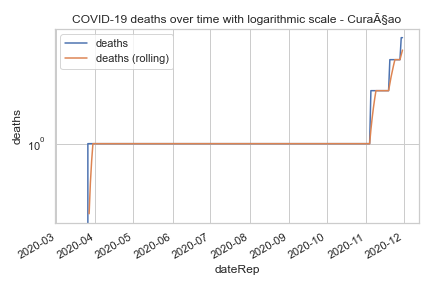 COVID-19 deaths over time with logarithmic scale - CuraÃ§ao
deaths
deaths (rolling)
deaths
10⁰
2020-03
2020-04
2020-05
2020-06
2020-07
2020-08
2020-09
2020-10
2020-11
2020-12
dateRep